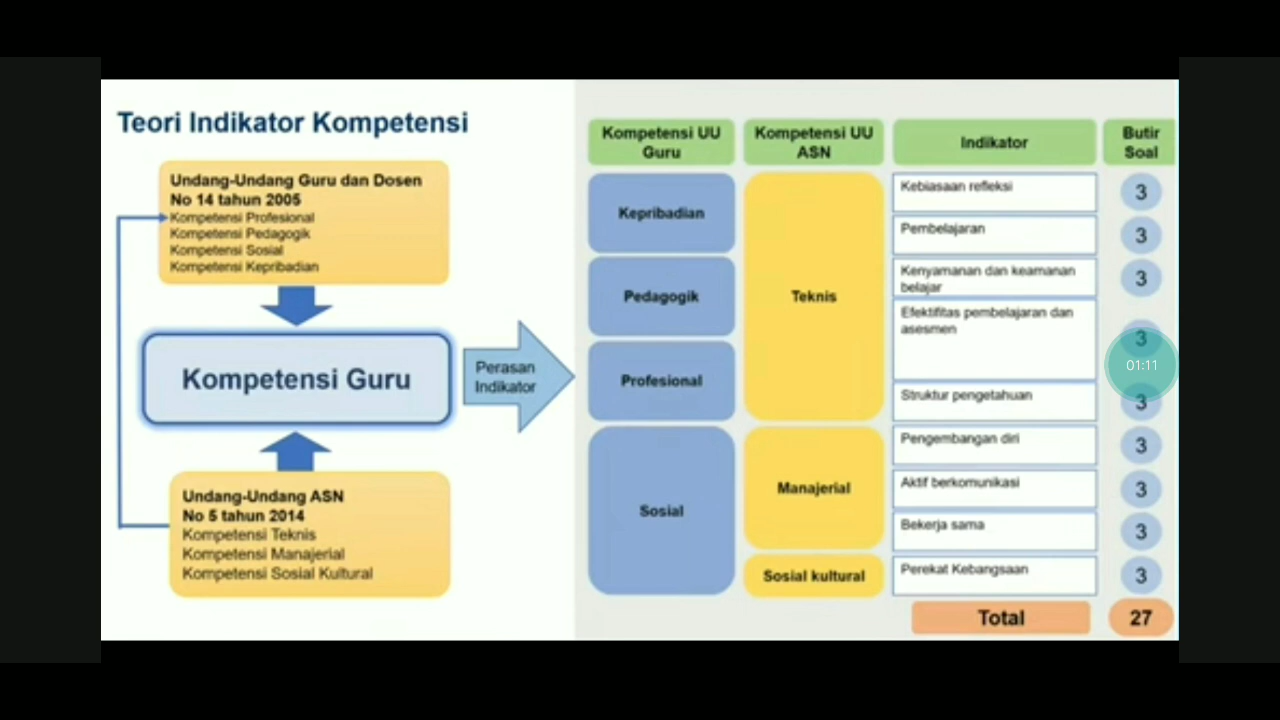 Teori Indikator Kompetensi
Undang-Undang Guru dan Dosen
No 14 tahun 2005
Kompetensi Profesional
Kompetensi Pedagogik
Kompetensi Sosial
Kompetensi Kepribadian
Kompetensi Guru
Undang-Undang ASN
No 5 tahun 2014
Kompetensi Teknis
Kompetensi Manajerial
Kompetensi Sosial Kultural
Perasan
Indikator
Kompetensi UU
Guru
Kompetensi UU
ASN
Indikator
Butir
Soal
Kepribadian
Pedagogik
Profesional
Sosial
Teknis
Manajerial
Sosial kultural
Kebiasaan refleksi
3
Pembelajaran
3
Kenyamanan dan keamanan
belajar
3
Efektifitas pembelajaran dan
asesmen
3
01:11
Struktur pengetahuan
3
Pengembangan diri
3
Aktif berkomunikasi
3
Bekerja sama
3
Perekat Kebangsaan
3
Total
27